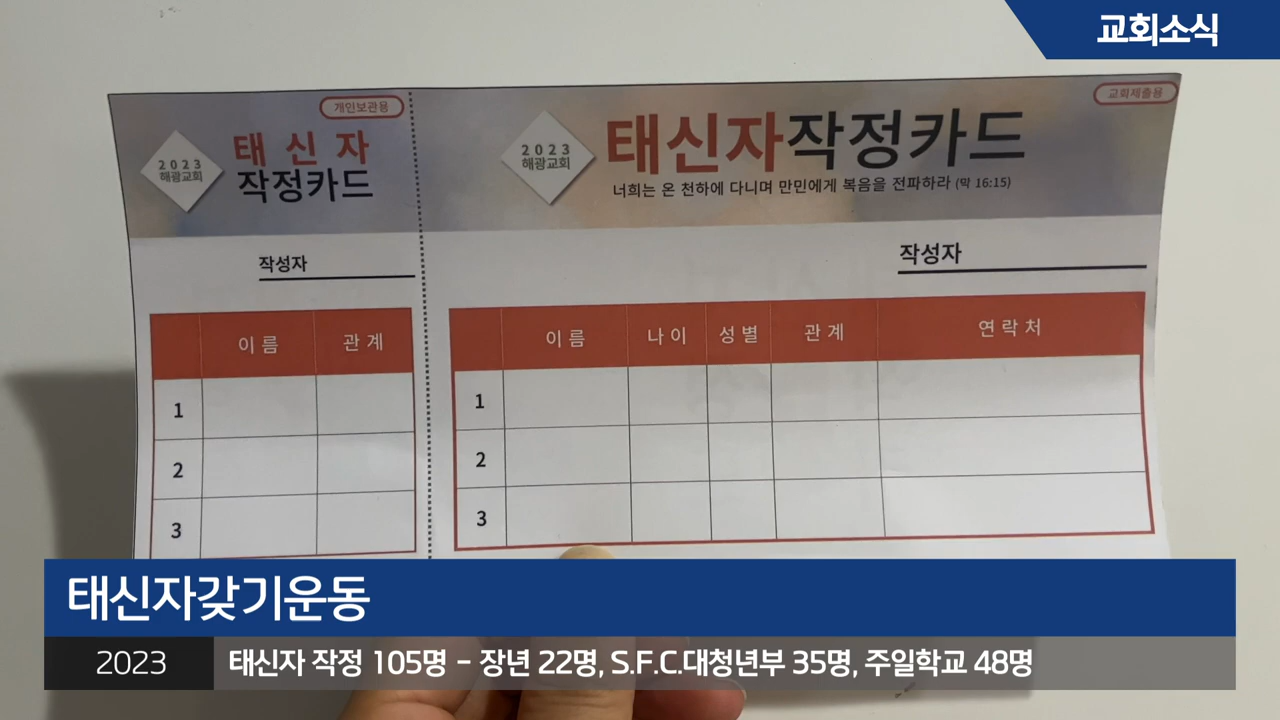 교회소식
개인보관용
2023
해광교회
태 신 자
작정카드
작성자
이름 관계
1
2
3
교회제출용
2023
해광교회
태신자작정카드
너희는 온 천하에 다니며 만민에게 복음을 전파하라 (막 16:15)
작성자
이름 나이 성별 관계 연락처
1
2
3
태신자갖기운동
2023 태신자 작정 105명 - 장년 22명, S.F.C.대청년부 35명, 주일학교 48명